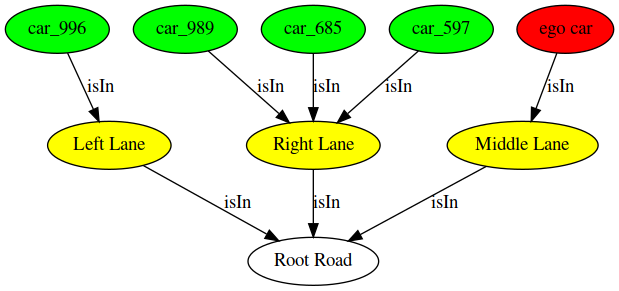 car_996 car_989 car_685 car_597 ego car
isIn isIn isIn isIn isIn
Left Lane Right Lane Middle Lane
isIn isIn isIn
Root Road